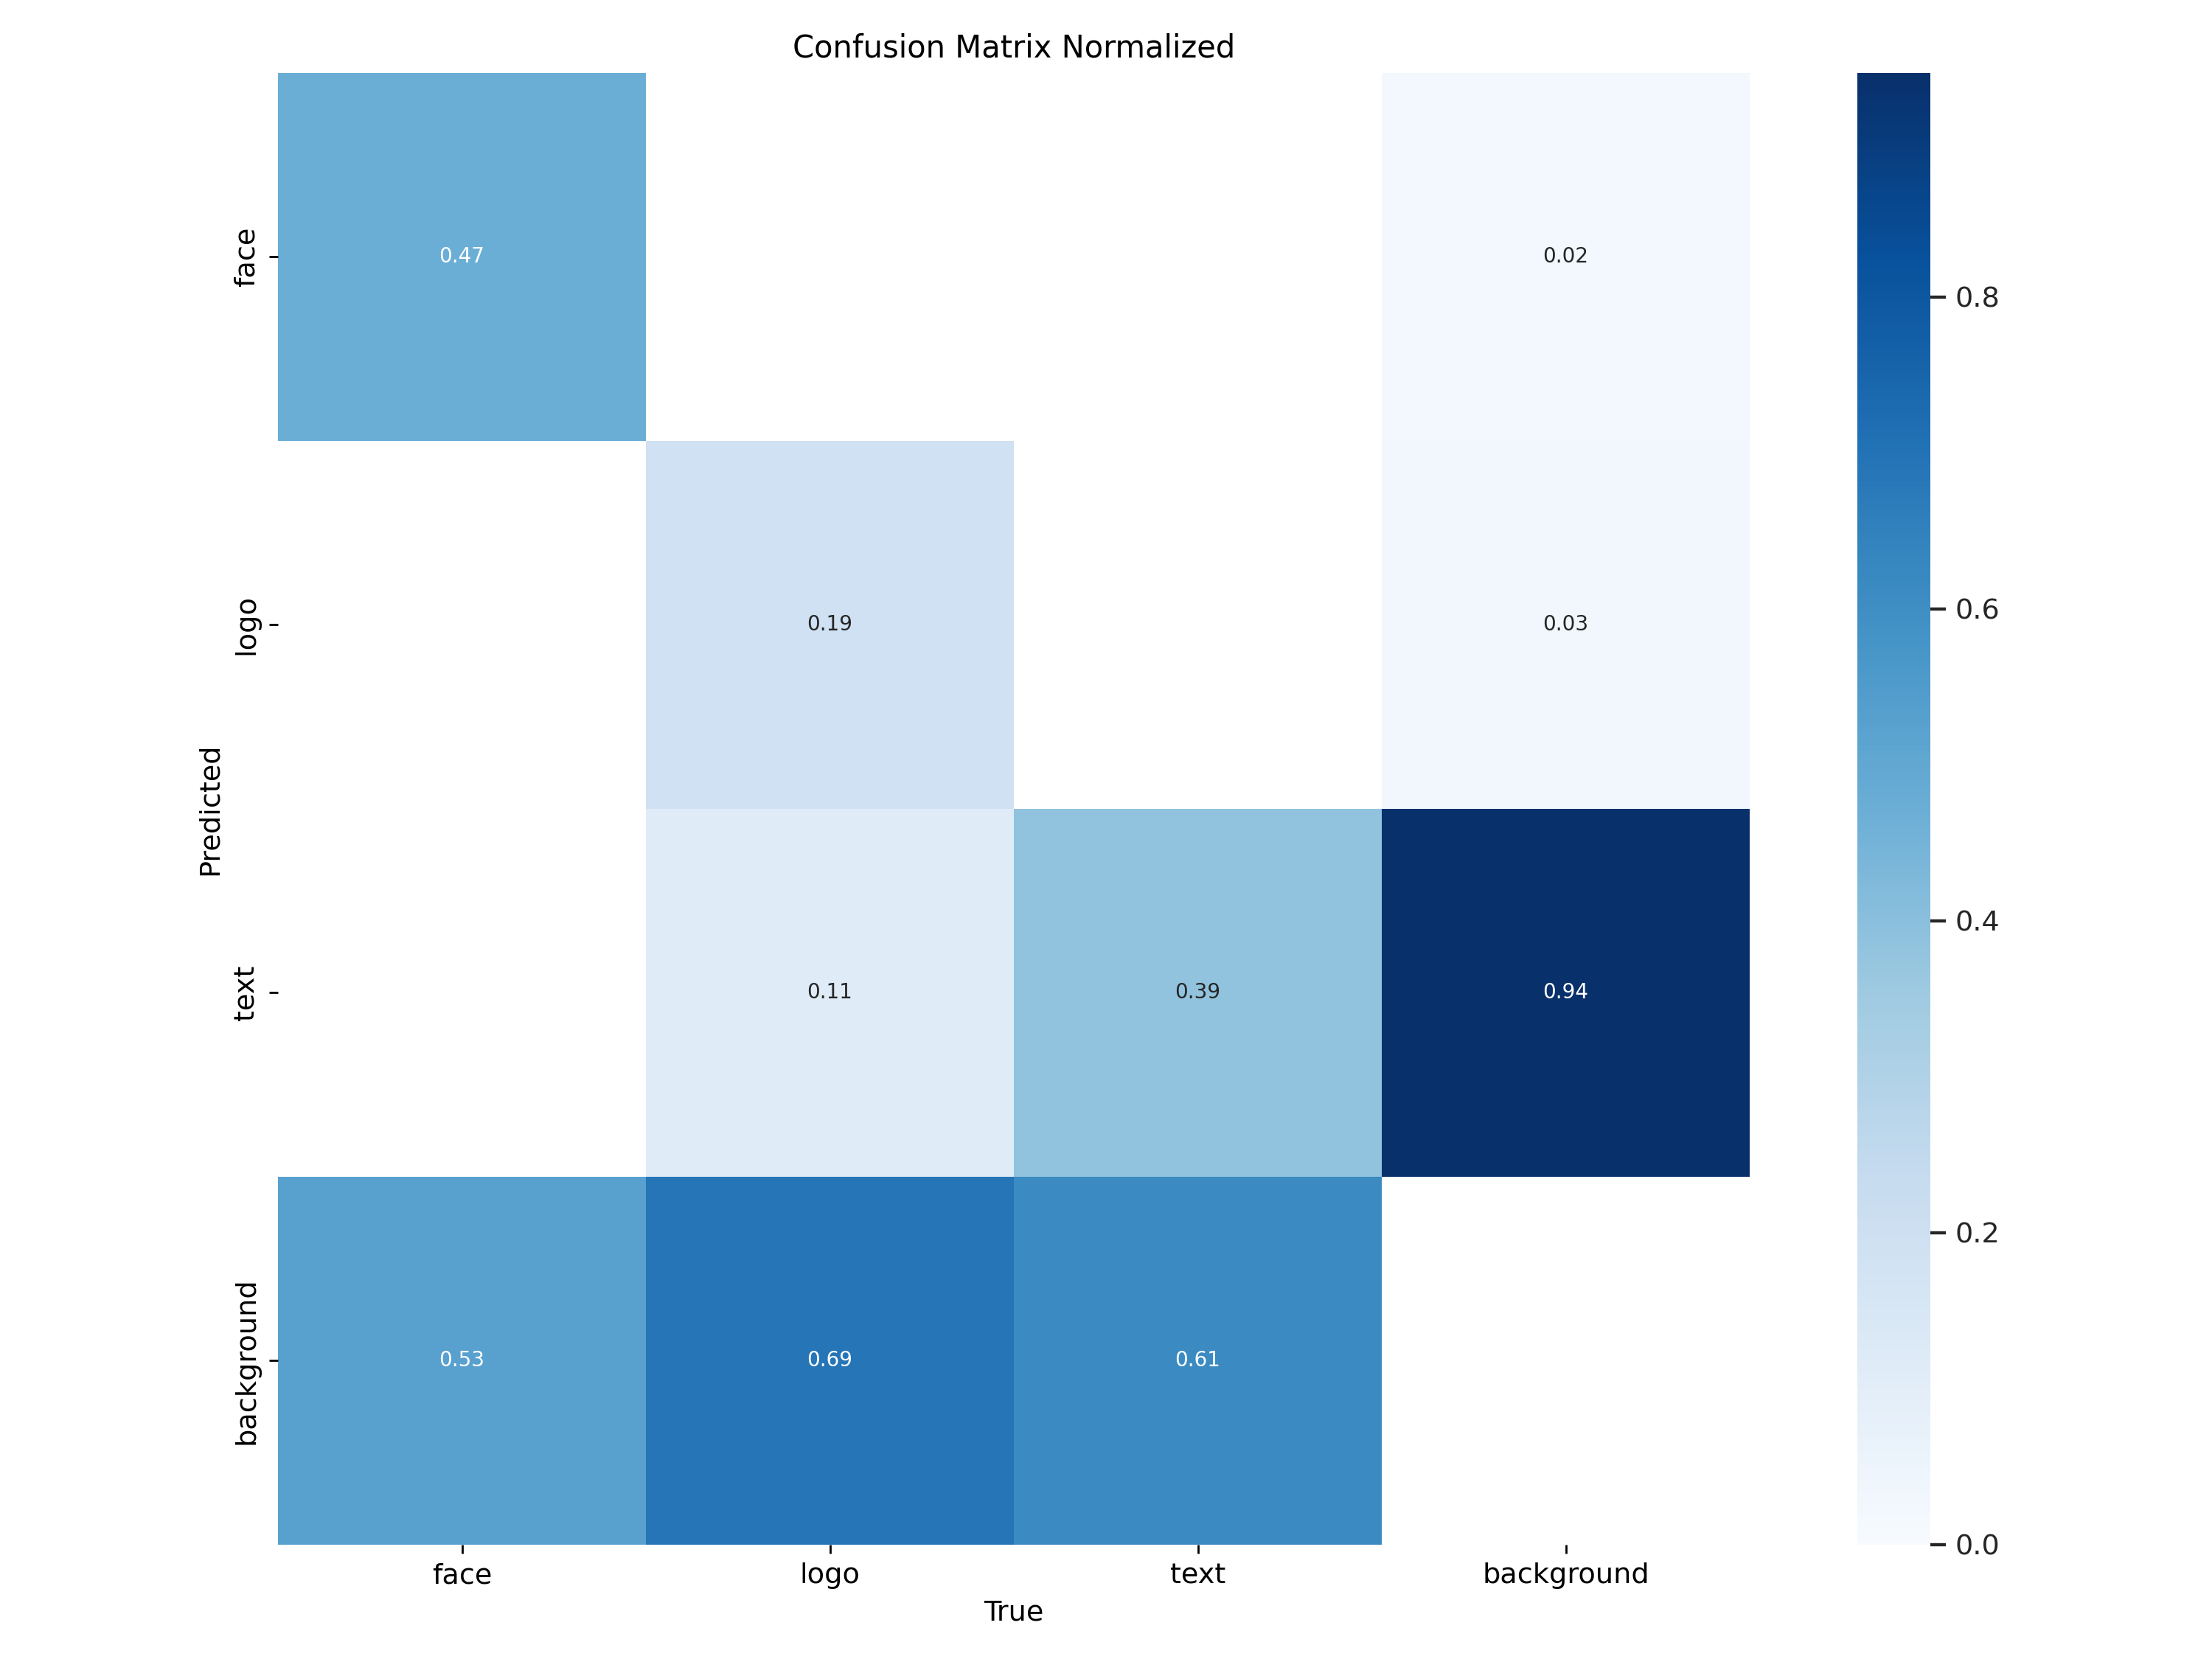 Confusion Matrix Normalized
face
0.47
0.02
0.8
logo
0.19
0.03
0.6
Predicted
text
0.11
0.39
0.94
0.4
background
0.53
0.69
0.61
0.2
0.0
face
logo
text
background
True